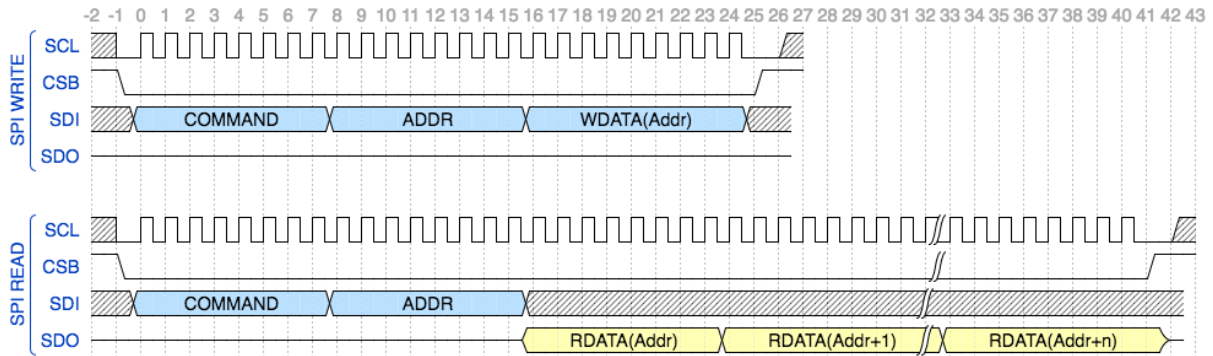 -2 -1 0 1 2 3 4 5 6 7 8 9 10 11 12 13 14 15 16 17 18 19 20 21 22 23 24 25 26 27 28 29 30 31 32 33 34 35 36 37 38 39 40 41 42 43
SPI WRITE
SCL
CSB
SDI COMMAND ADDR WDATA(Addr)
SDO
SPI READ
SCL
CSB
SDI COMMAND ADDR
SDO RDATA(Addr) RDATA(Addr+1) RDATA(Addr+n)